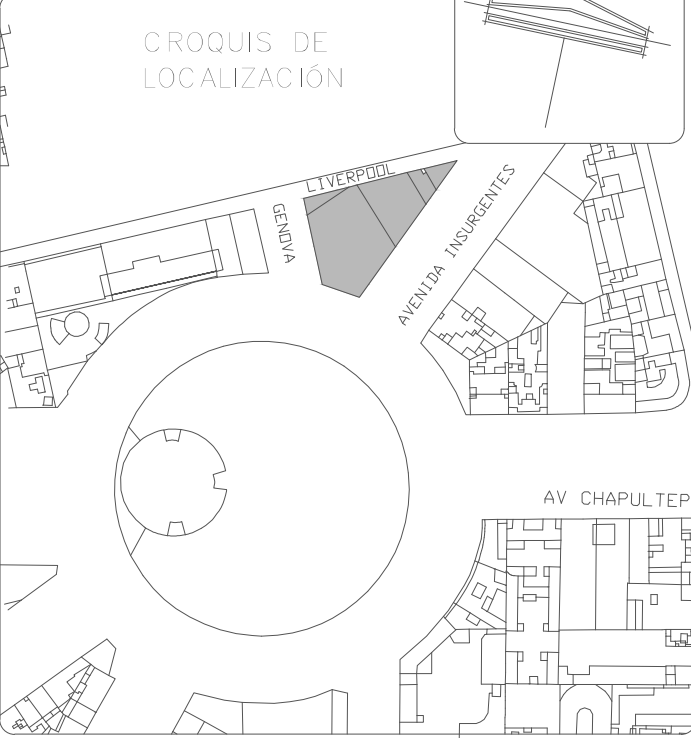 CROQUIS DE
LOCALIZACIÓN
LIVERPOOL
GENOVA
AVENIDA INSURGENTES
AV CHAPULTEP